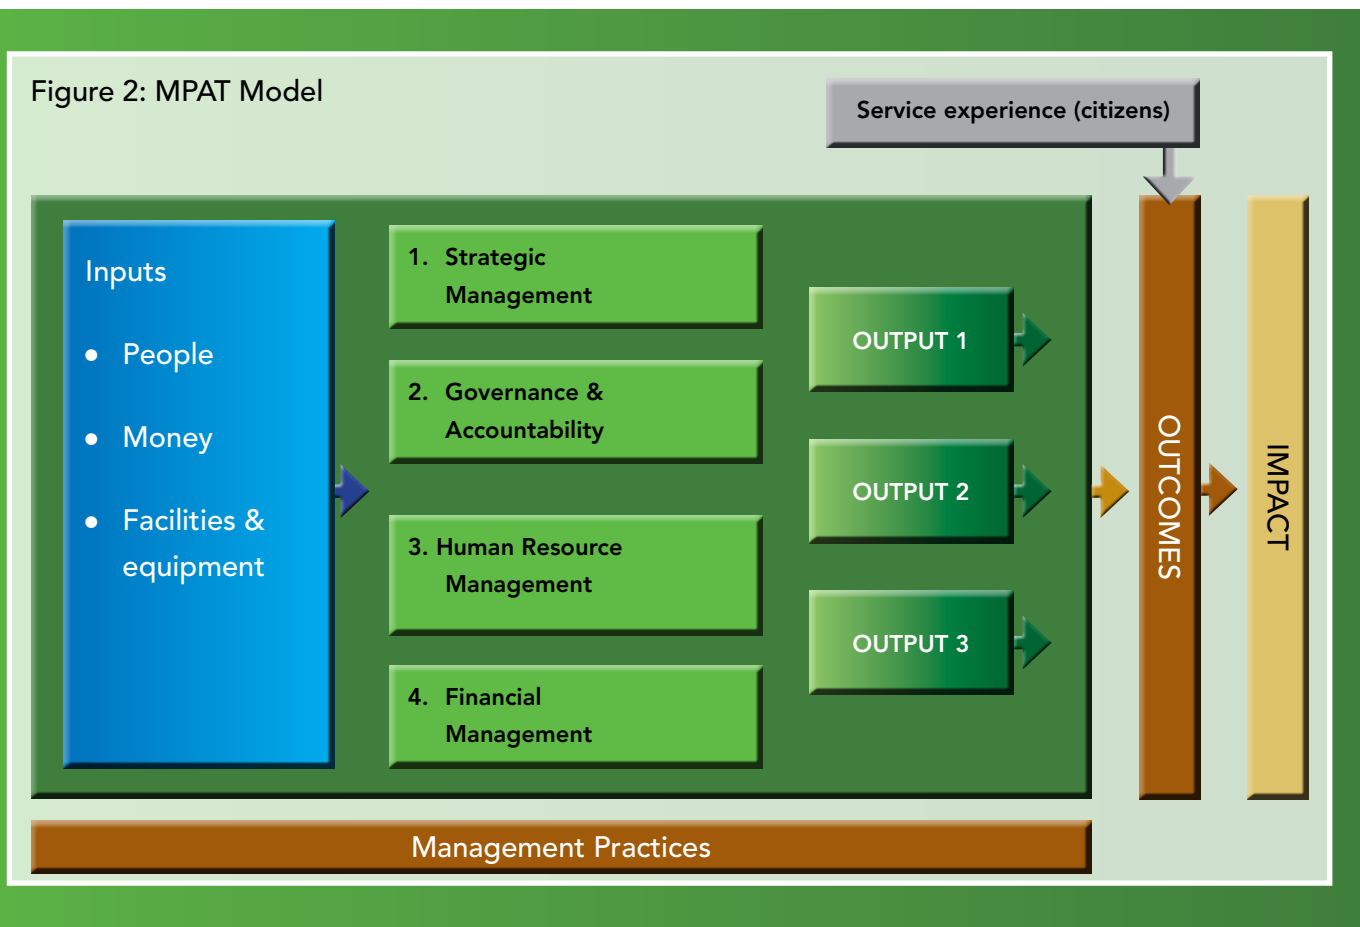 Figure 2: MPAT Model
Service experience (citizens)
Inputs
• People
• Money
• Facilities &
equipment
1. Strategic
Management
2. Governance &
Accountability
3. Human Resource
Management
4. Financial
Management
OUTPUT 1
OUTPUT 2
OUTPUT 3
OUTCOMES
IMPACT
Management Practices